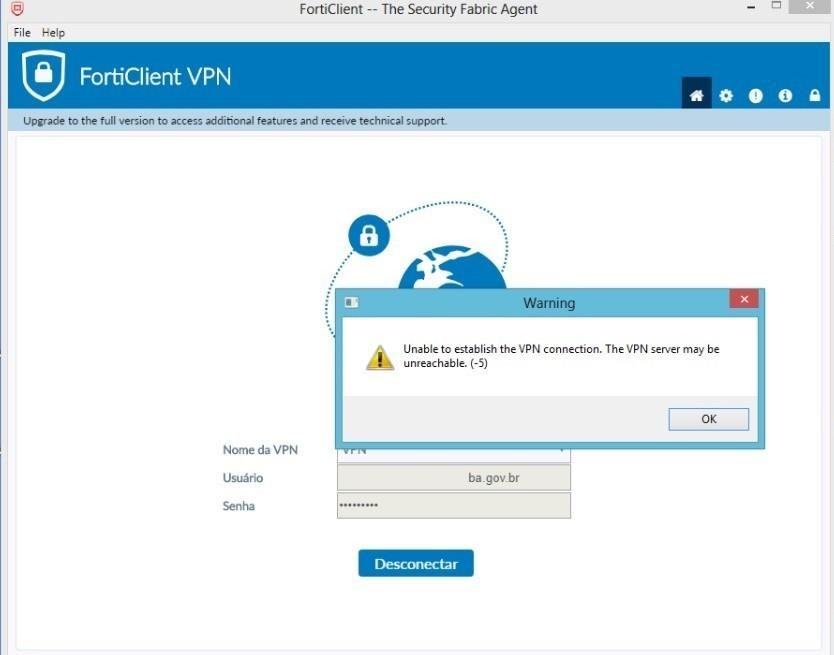 FortiClient -- The Security Fabric Agent
File Help
FortiClient VPN
Upgrade to the full version to access additional features and receive technical support.
Warning
Unable to establish the VPN connection. The VPN server may be
unreachable. (-5)
OK
Nome da VPN VPN
Usuário ba.gov.br
Senha •••••••••
Desconectar